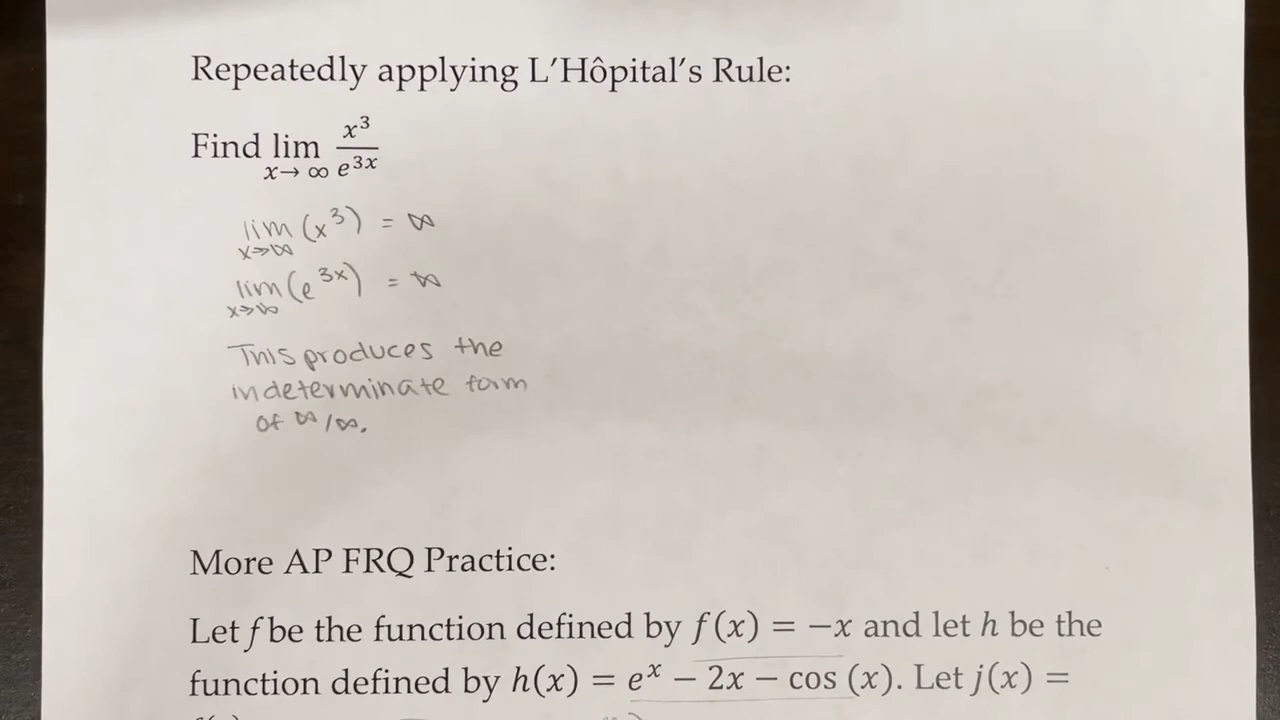 Repeatedly applying L'Hôpital's Rule:
Find lim x→∞ x³/e³ˣ
lim x→∞ (x³) = ∞
lim x→∞ (e³ˣ) = ∞
This produces the
indeterminate form
of ∞/∞.
More AP FRQ Practice:
Let f be the function defined by f(x) = −x and let h be the
function defined by h(x) = eˣ − 2x − cos (x). Let j(x) =